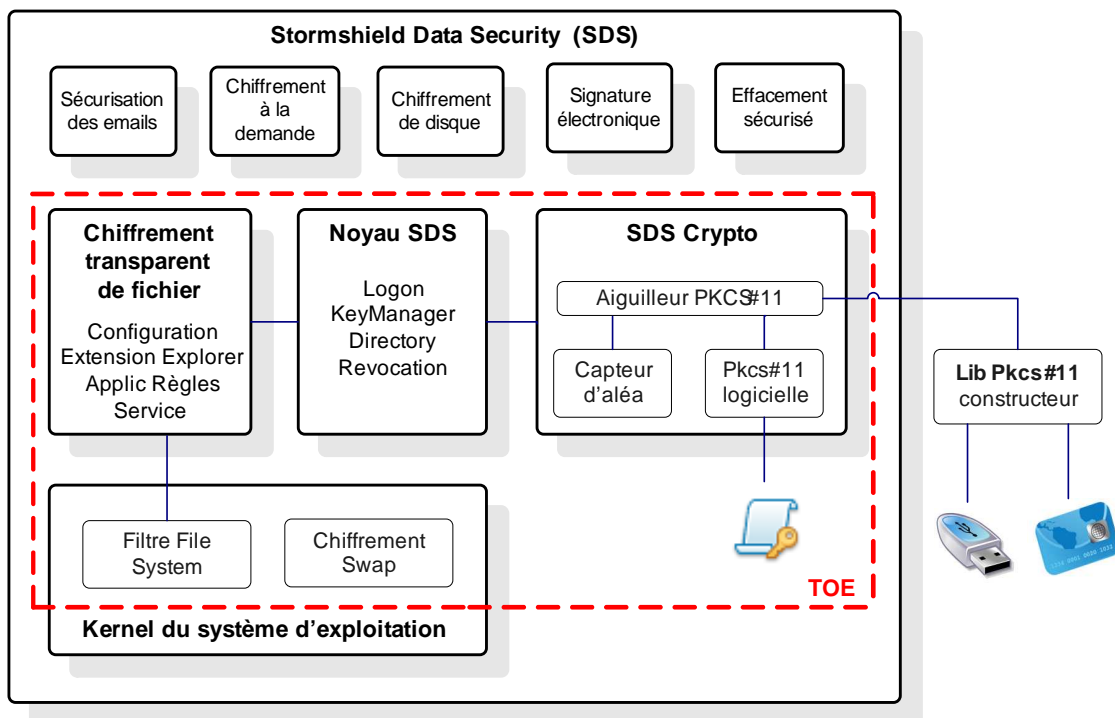 Stormshield Data Security (SDS)
Sécurisation
des emails
Chiffrement
à la
demande
Chiffrement
de disque
Signature
électronique
Effacement
sécurisé
Chiffrement
transparent
de fichier
Configuration
Extension Explorer
Applic Règles
Service
Noyau SDS
Logon
KeyManager
Directory
Revocation
SDS Crypto
Aiguilleur PKCS#11
Capteur
d'aléa
Pkcs#11
logicielle
Lib Pkcs#11
constructeur
Filtre File
System
Chiffrement
Swap
TOE
Kernel du système d'exploitation